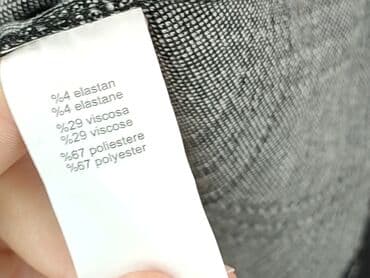 %4 elastan
%4 elastane
%29 viscosa
%29 viscose
%67 poliestere
%67 polyester